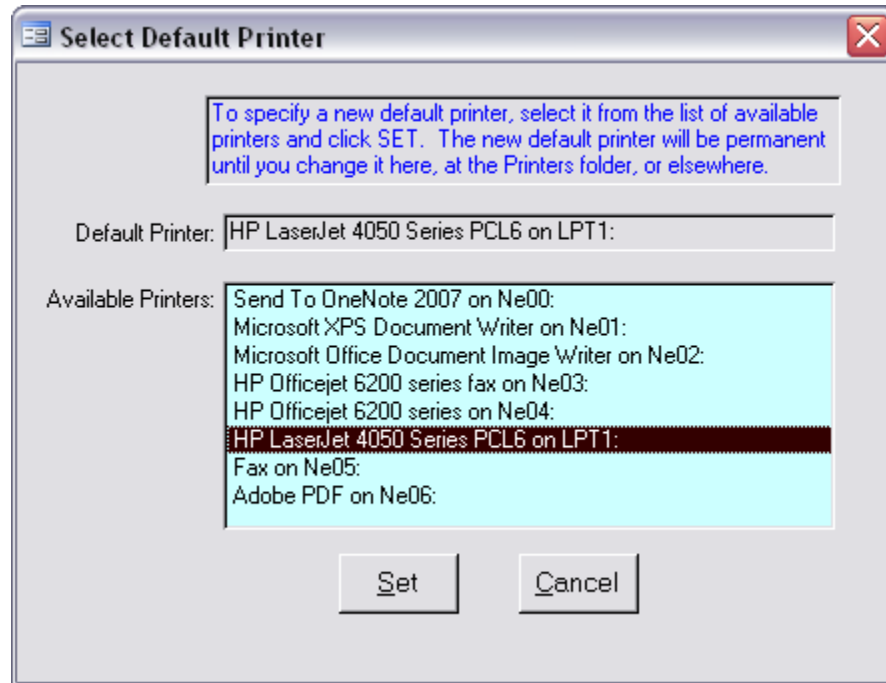 Select Default Printer
To specify a new default printer, select it from the list of available
printers and click SET.  The new default printer will be permanent
until you change it here, at the Printers folder, or elsewhere.
Default Printer: HP LaserJet 4050 Series PCL6 on LPT1:
Available Printers: Send To OneNote 2007 on Ne00:
Microsoft XPS Document Writer on Ne01:
Microsoft Office Document Image Writer on Ne02:
HP Officejet 6200 series fax on Ne03:
HP Officejet 6200 series on Ne04:
HP LaserJet 4050 Series PCL6 on LPT1:
Fax on Ne05:
Adobe PDF on Ne06:
Set Cancel